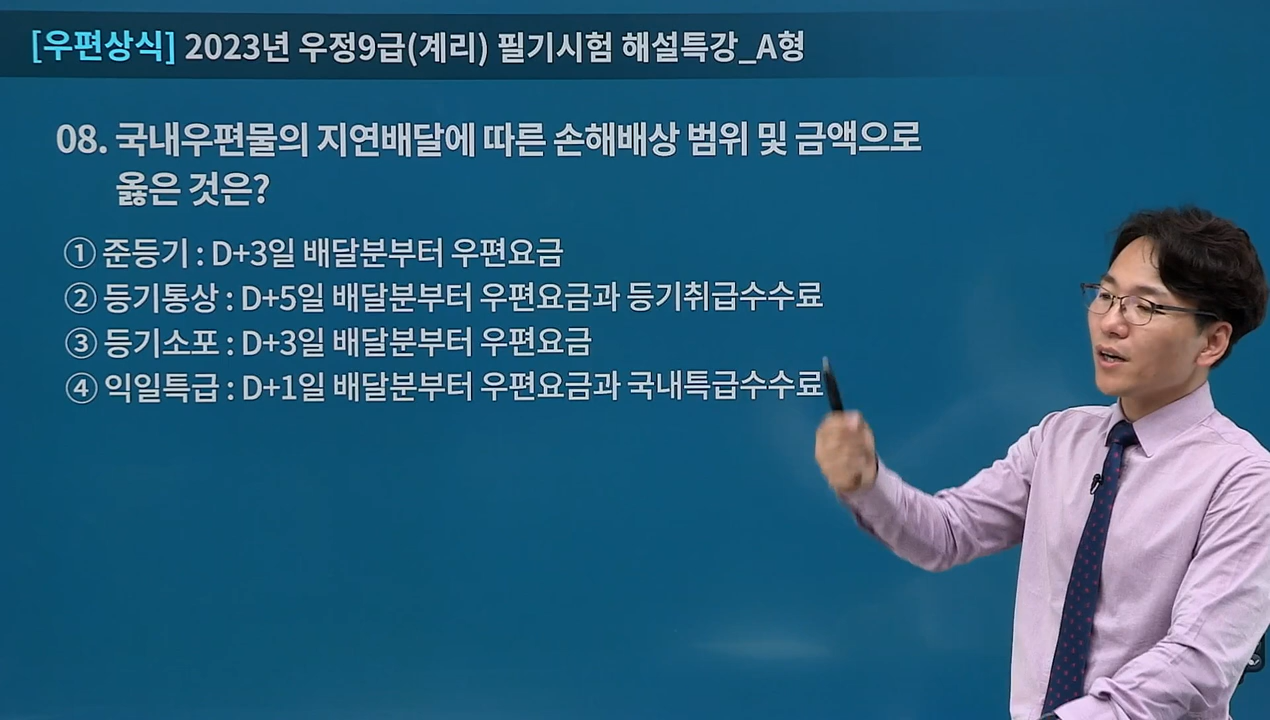 [우편상식] 2023년 우정9급(계리) 필기시험 해설특강_A형
08. 국내우편물의 지연배달에 따른 손해배상 범위 및 금액으로
옳은 것은?
① 준등기 : D+3일 배달분부터 우편요금
② 등기통상 : D+5일 배달분부터 우편요금과 등기취급수수료
③ 등기소포 : D+3일 배달분부터 우편요금
④ 익일특급 : D+1일 배달분부터 우편요금과 국내특급수수료